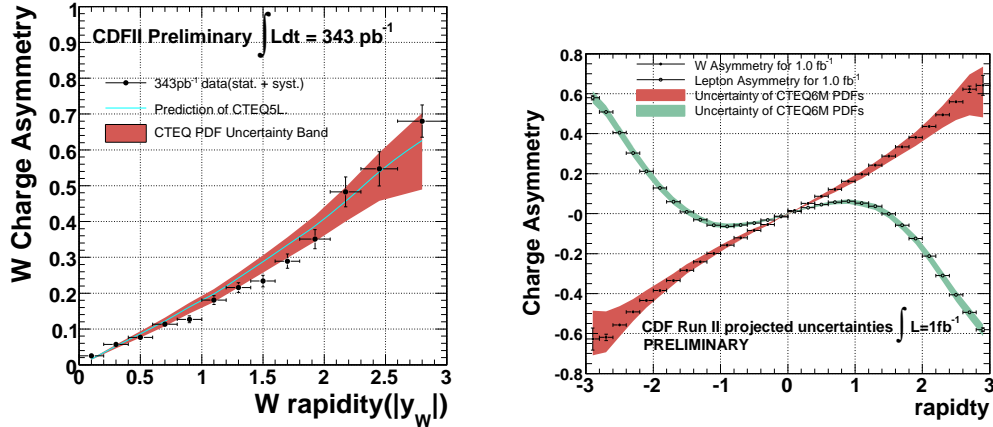 W Charge Asymmetry
1
0.9
0.8
0.7
0.6
0.5
0.4
0.3
0.2
0.1
0
CDFII Preliminary ∫ Ldt = 343 pb⁻¹
343pb⁻¹ data(stat. + syst.)
Prediction of CTEQ5L.
CTEQ PDF Uncertainty Band
0 0.5 1 1.5 2 2.5 3
W rapidity(|y_W|)
Charge Asymmetry
0.8
0.6
0.4
0.2
-0
-0.2
-0.4
-0.6
-0.8
W Asymmetry for 1.0 fb⁻¹
Lepton Asymmetry for 1.0 fb⁻¹
Uncertainty of CTEQ6M PDFs
Uncertainty of CTEQ6M PDFs
CDF Run II projected uncertainties ∫ L=1fb⁻¹
PRELIMINARY
-3 -2 -1 0 1 2 3
rapidty